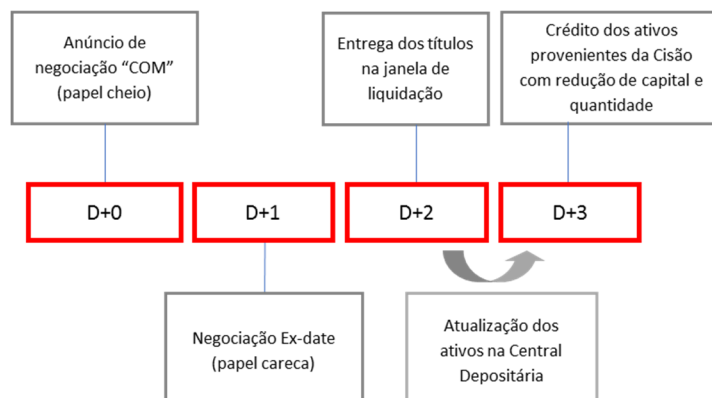 Anúncio de
negociação “COM”
(papel cheio)
Entrega dos títulos
na janela de
liquidação
Crédito dos ativos
provenientes da Cisão
com redução de capital e
quantidade
D+0
D+1
D+2
D+3
Negociação Ex-date
(papel careca)
Atualização dos
ativos na Central
Depositária